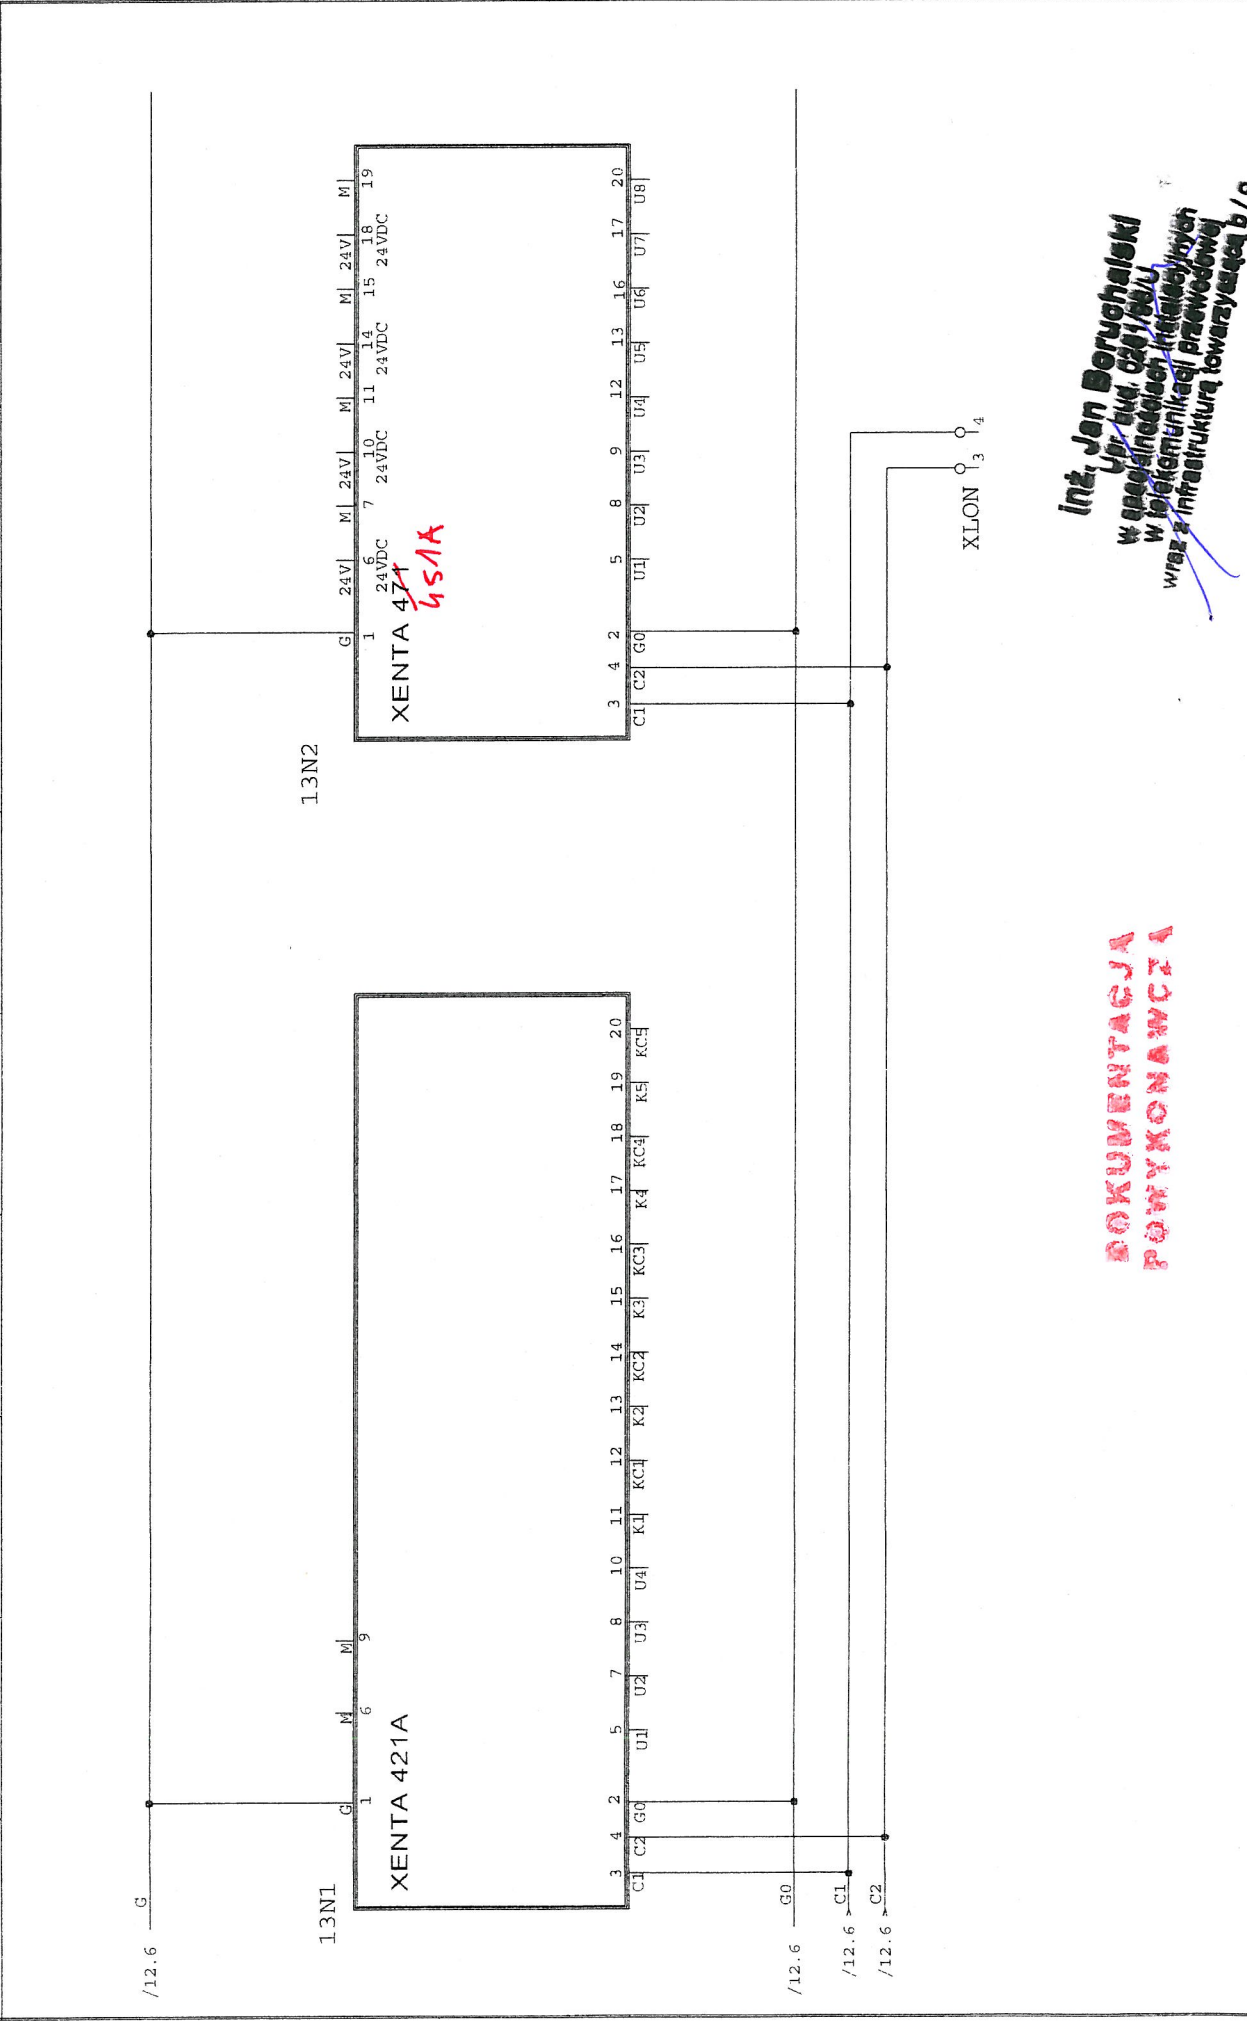 /12.6 G
13N1
G M M
1 6 9
XENTA 421A
3 4 2 5 7 8 10 11 12 13 14 15 16 17 18 19 20
C1 C2 G0 U1 U2 U3 U4 K1 KC1 K2 KC2 K3 KC3 K4 KC4 K5 KC5
13N2
G 24V M 24V M 24V M 24V M
1 6 7 10 11 14 15 18 19
24VDC 24VDC 24VDC 24VDC
XENTA 471
451A
3 4 2 5 8 9 12 13 16 17 20
C1 C2 G0 U1 U2 U3 U4 U5 U6 U7 U8
/12.6 G0
/12.6 C1
/12.6 C2
XLON 3 4
DOKUMENTACJA
POWYKONAWCZA
inż. Jan Boruchalski
Upr. bud.
w specjalnościach instalacyjnych
w telekomunikacji przewodowej
wraz z infrastrukturą towarzyszącą b/o